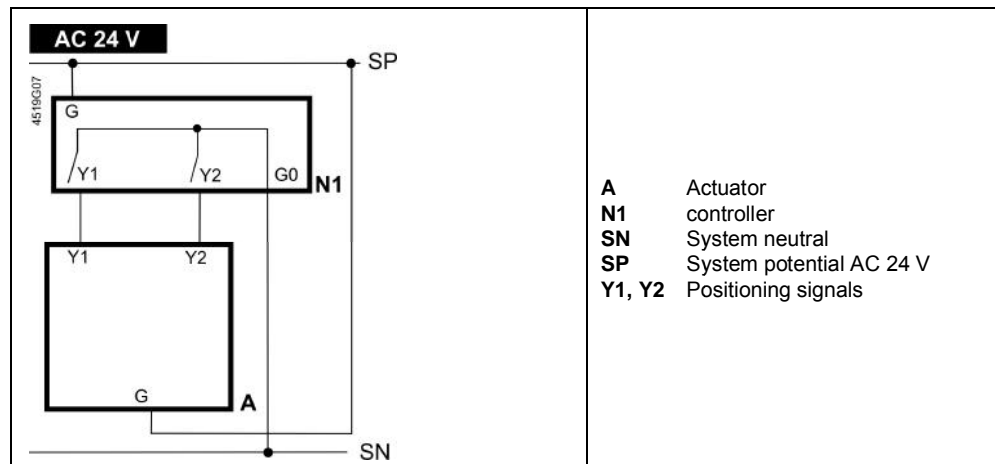 AC 24 V
SP
4519G07
G
Y1 Y2 G0
N1
Y1 Y2
G
A
SN
A Actuator
N1 controller
SN System neutral
SP System potential AC 24 V
Y1, Y2 Positioning signals